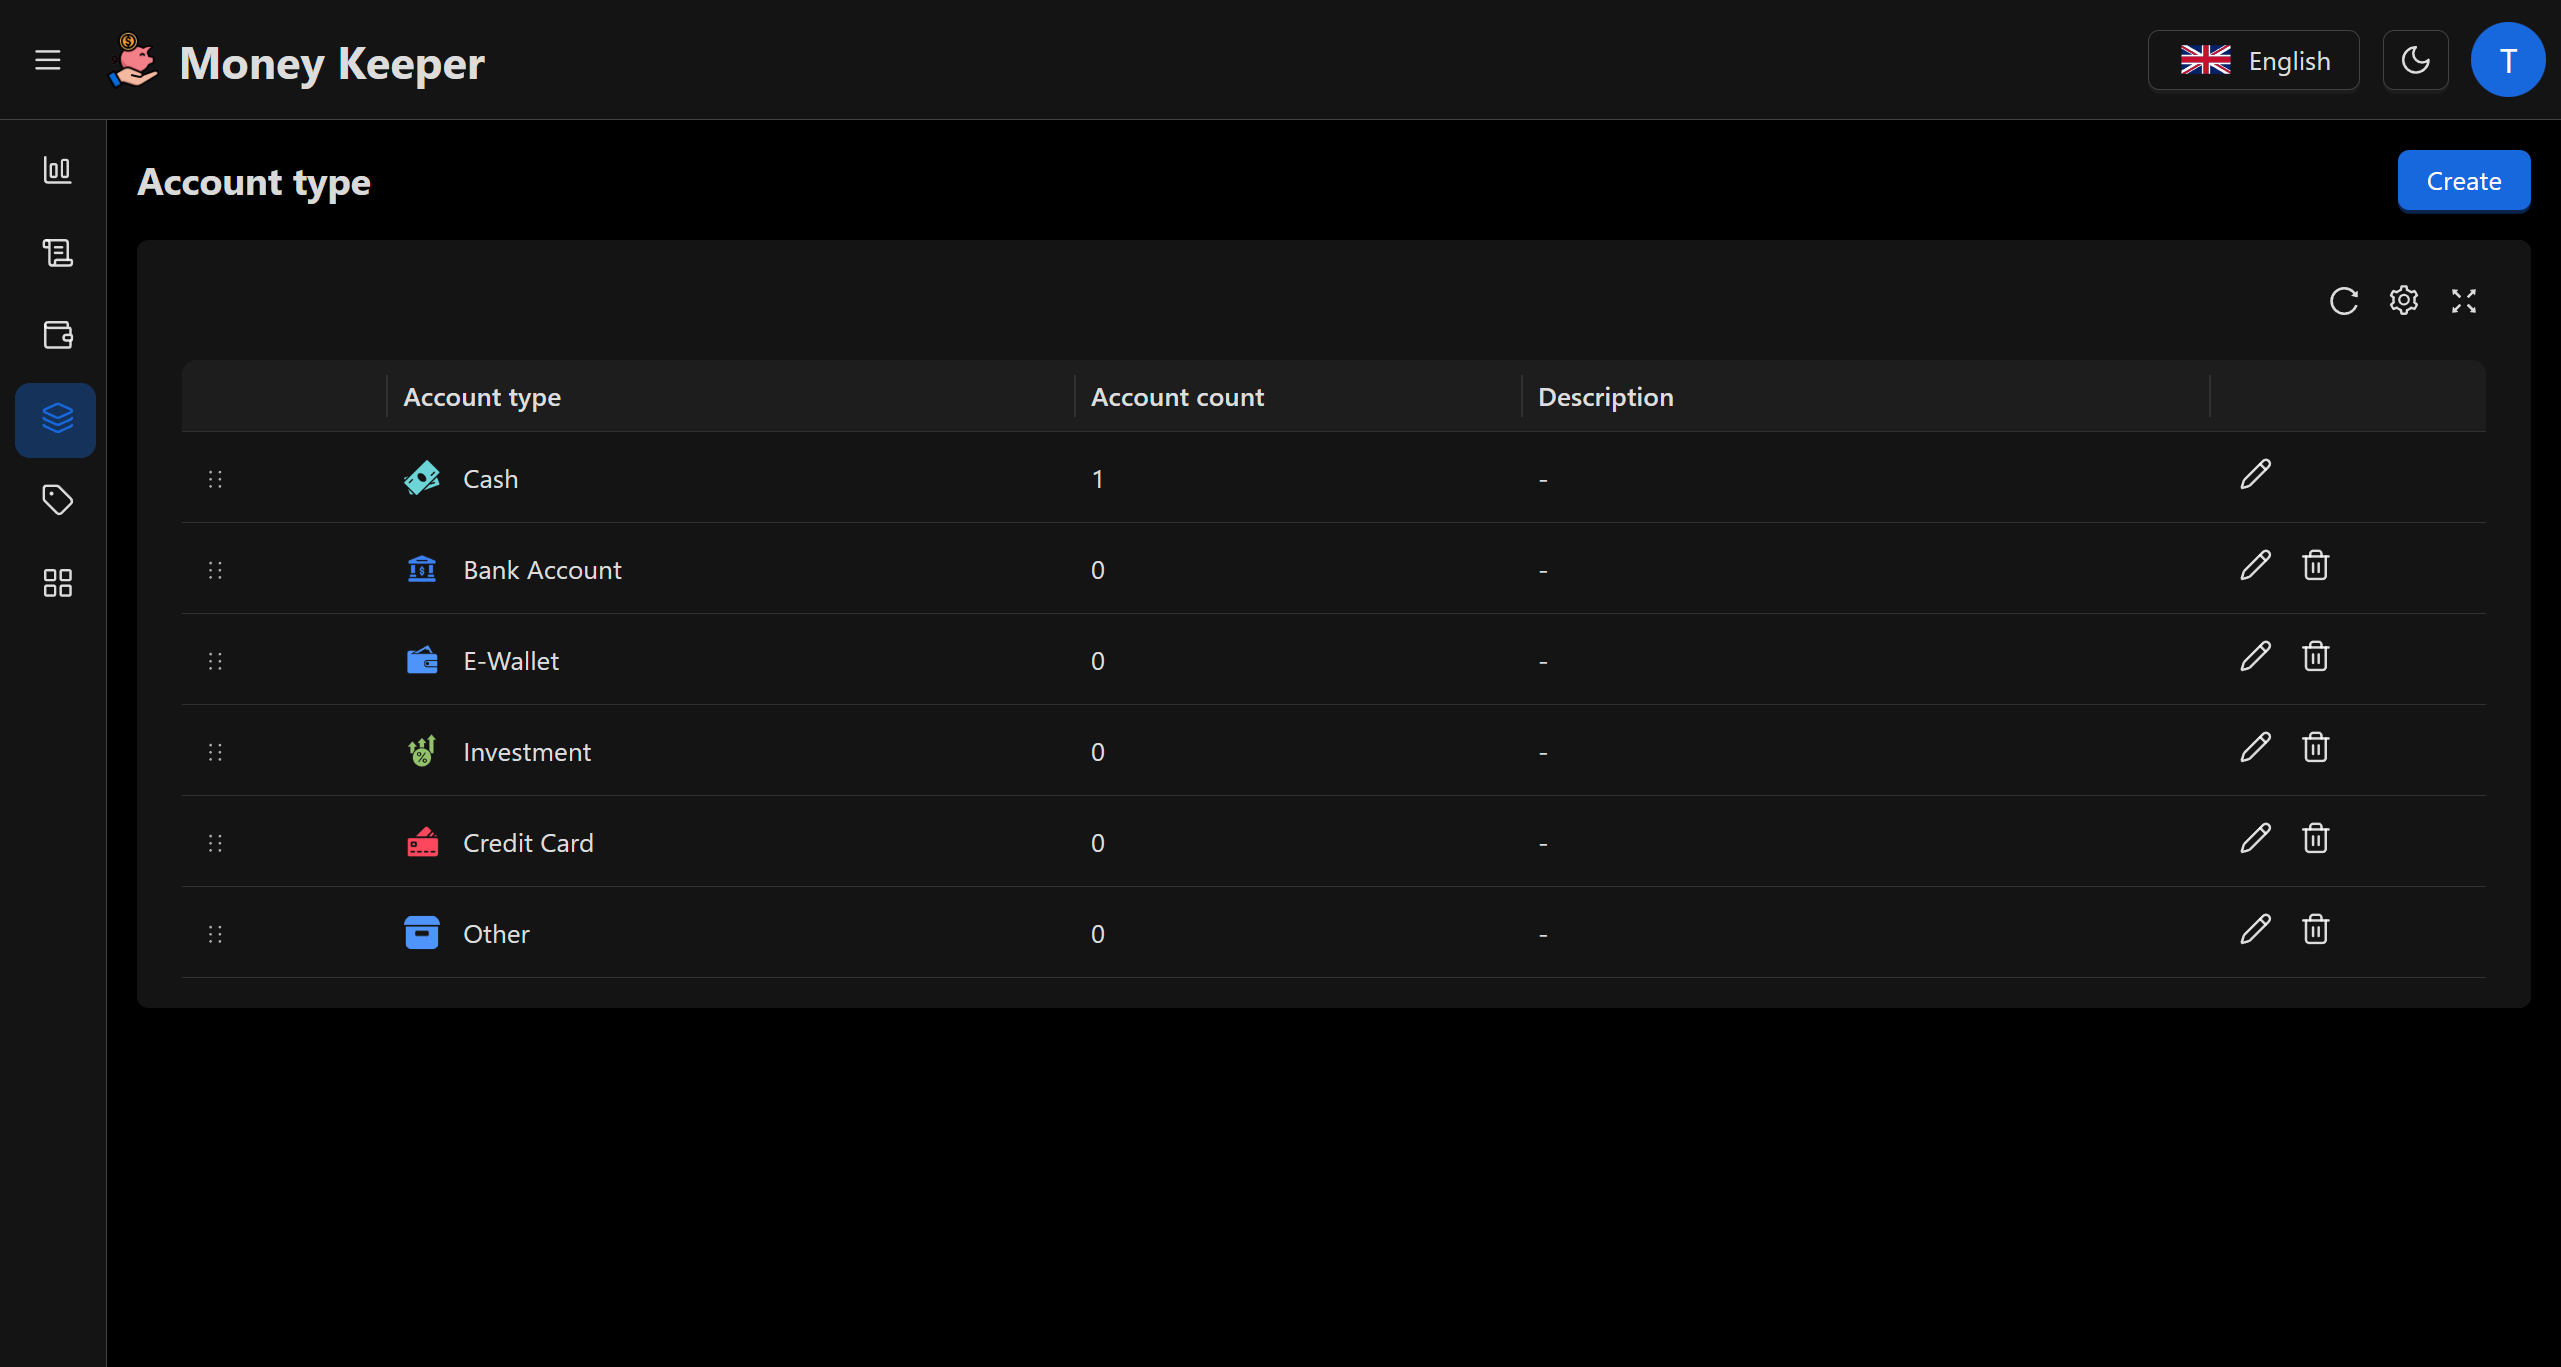 Money Keeper
English
T
Account type
Create
Account type Account count Description
Cash 1 -
Bank Account 0 -
E-Wallet 0 -
Investment 0 -
Credit Card 0 -
Other 0 -